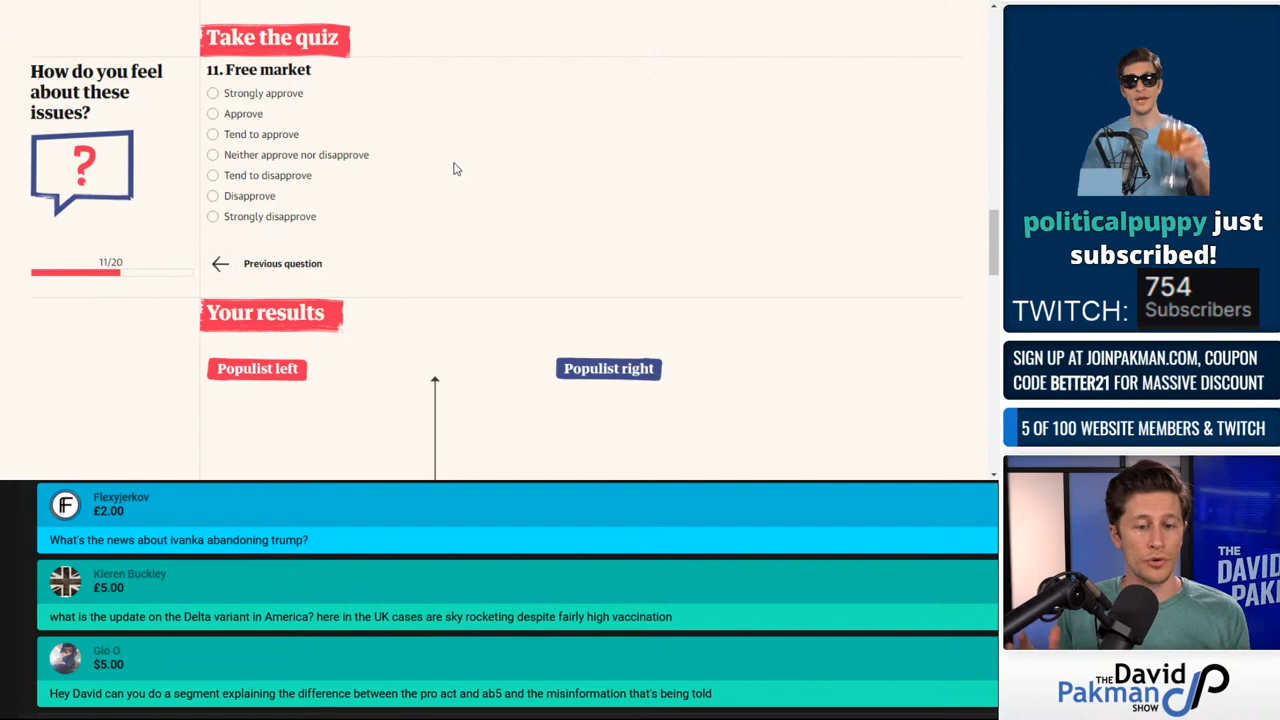 Take the quiz
How do you feel
about these
issues?
?
11/20
11. Free market
Strongly approve
Approve
Tend to approve
Neither approve nor disapprove
Tend to disapprove
Disapprove
Strongly disapprove
Previous question
Your results
Populist left
Populist right
politicalpuppy just
subscribed!
TWITCH:
754
Subscribers
SIGN UP AT JOINPAKMAN.COM, COUPON
CODE BETTER21 FOR MASSIVE DISCOUNT
5 OF 100 WEBSITE MEMBERS & TWITCH
THE
DAVID
PAKM
THE David
Pakman
SHOW
Flexyjerkov
£2.00
What's the news about ivanka abandoning trump?
Kieren Buckley
£5.00
what is the update on the Delta variant in America? here in the UK cases are sky rocketing despite fairly high vaccination
Gio O
$5.00
Hey David can you do a segment explaining the difference between the pro act and ab5 and the misinformation that's being told